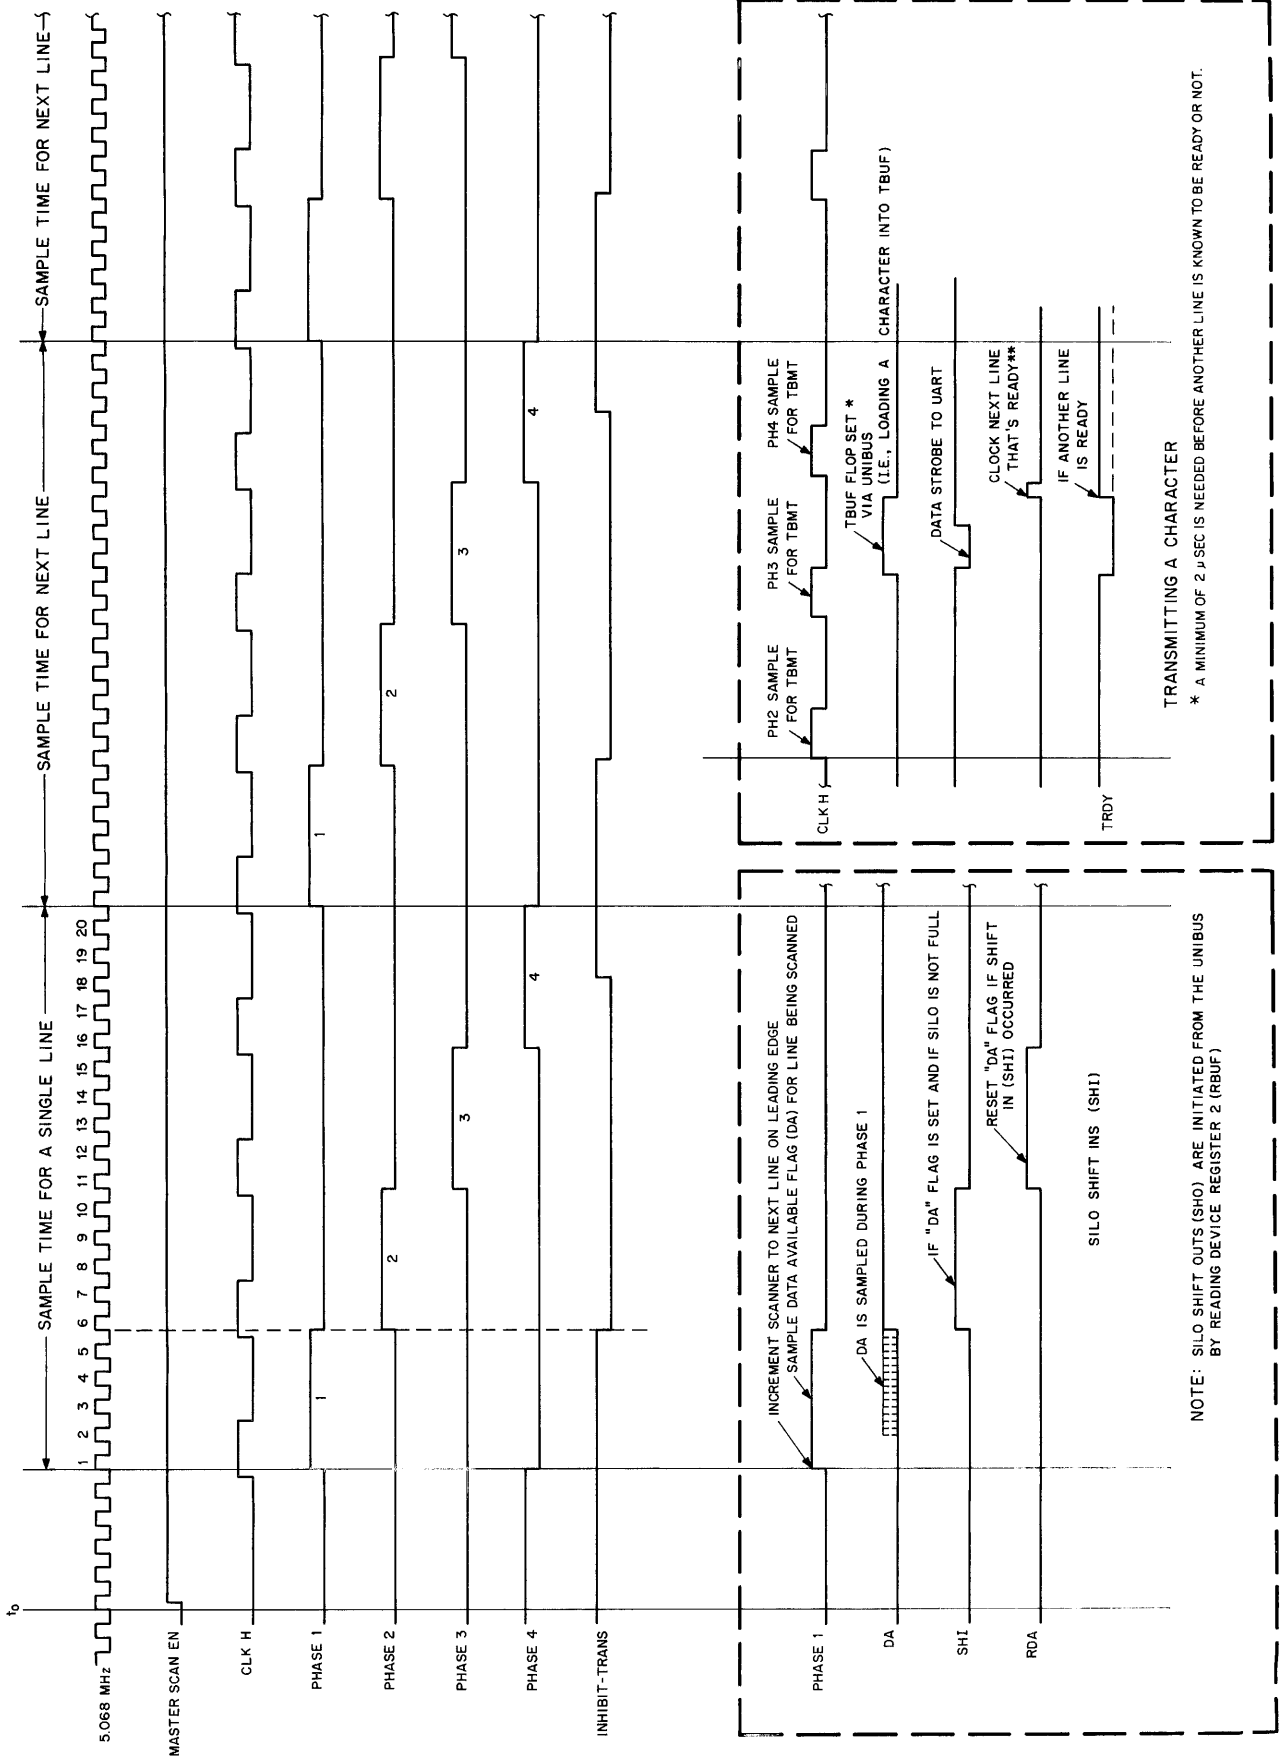 t0
SAMPLE TIME FOR A SINGLE LINE
SAMPLE TIME FOR NEXT LINE
SAMPLE TIME FOR NEXT LINE
1 2 3 4 5 6 7 8 9 10 11 12 13 14 15 16 17 18 19 20
5.068 MHz
MASTER SCAN EN
CLK H
PHASE 1
1
1
PHASE 2
2
2
PHASE 3
3
3
PHASE 4
4
4
INHIBIT-TRANS
INCREMENT SCANNER TO NEXT LINE ON LEADING EDGE
SAMPLE DATA AVAILABLE FLAG (DA) FOR LINE BEING SCANNED
PHASE 1
DA IS SAMPLED DURING PHASE 1
DA
IF "DA" FLAG IS SET AND IF SILO IS NOT FULL
SHI
RESET "DA" FLAG IF SHIFT
IN (SHI) OCCURRED
RDA
SILO SHIFT INS (SHI)
NOTE: SILO SHIFT OUTS (SHO) ARE INITIATED FROM THE UNIBUS
BY READING DEVICE REGISTER 2 (RBUF)
PH2 SAMPLE
FOR TBMT
PH3 SAMPLE
FOR TBMT
PH4 SAMPLE
FOR TBMT
CLK H
TBUF FLOP SET *
VIA UNIBUS
(I.E., LOADING A CHARACTER INTO TBUF)
DATA STROBE TO UART
CLOCK NEXT LINE
THAT'S READY**
IF ANOTHER LINE
IS READY
TRDY
TRANSMITTING A CHARACTER
* A MINIMUM OF 2 µSEC IS NEEDED BEFORE ANOTHER LINE IS KNOWN TO BE READY OR NOT.